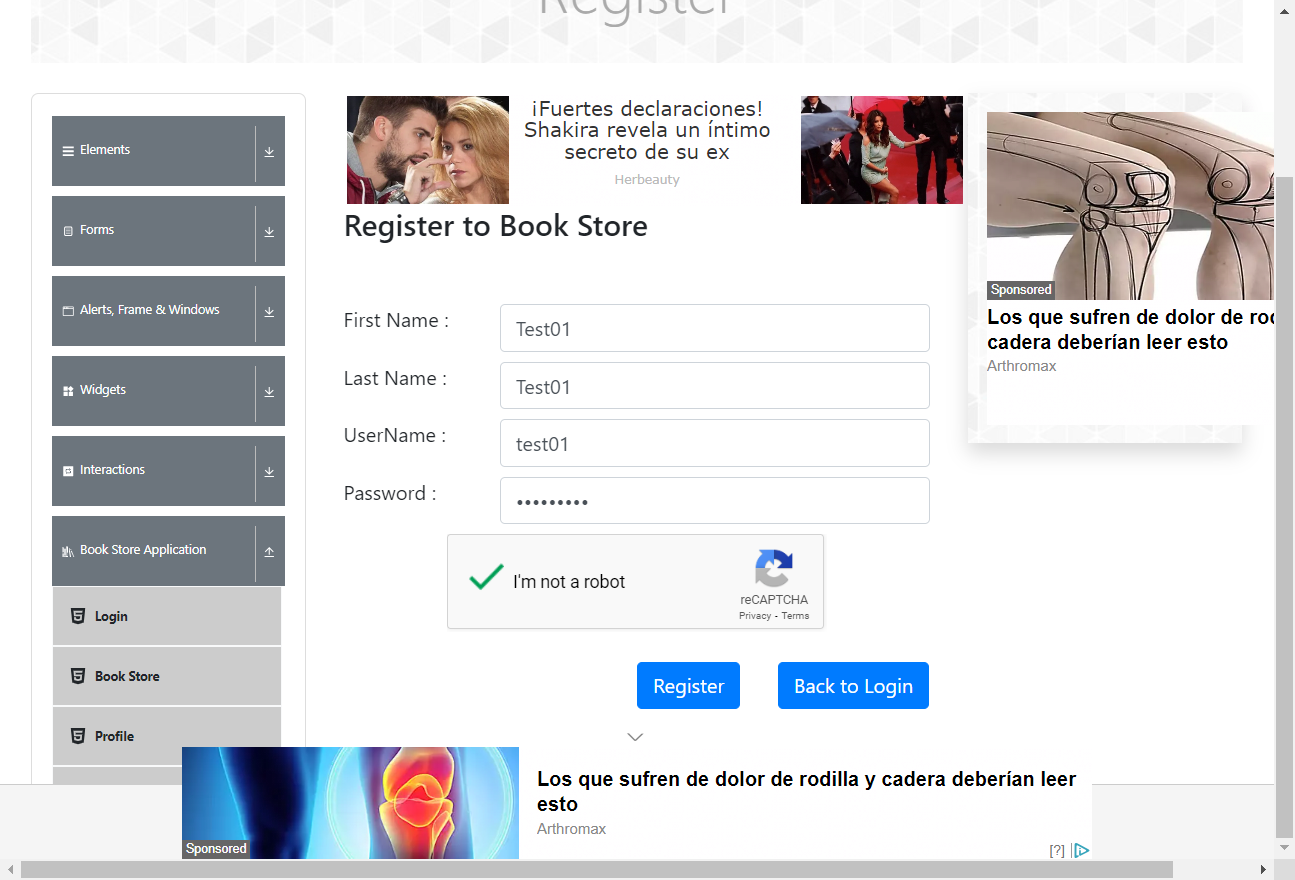 Register
Elements
Forms
Alerts, Frame & Windows
Widgets
Interactions
Book Store Application
Login
Book Store
Profile
¡Fuertes declaraciones!
Shakira revela un íntimo
secreto de su ex
Herbeauty
Register to Book Store
First Name :
Test01
Last Name :
Test01
UserName :
test01
Password :
•••••••••
I'm not a robot
reCAPTCHA
Privacy - Terms
Register
Back to Login
Sponsored
Los que sufren de dolor de
cadera deberían leer esto
Arthromax
Sponsored
Los que sufren de dolor de rodilla y cadera deberían leer
esto
Arthromax
[?]